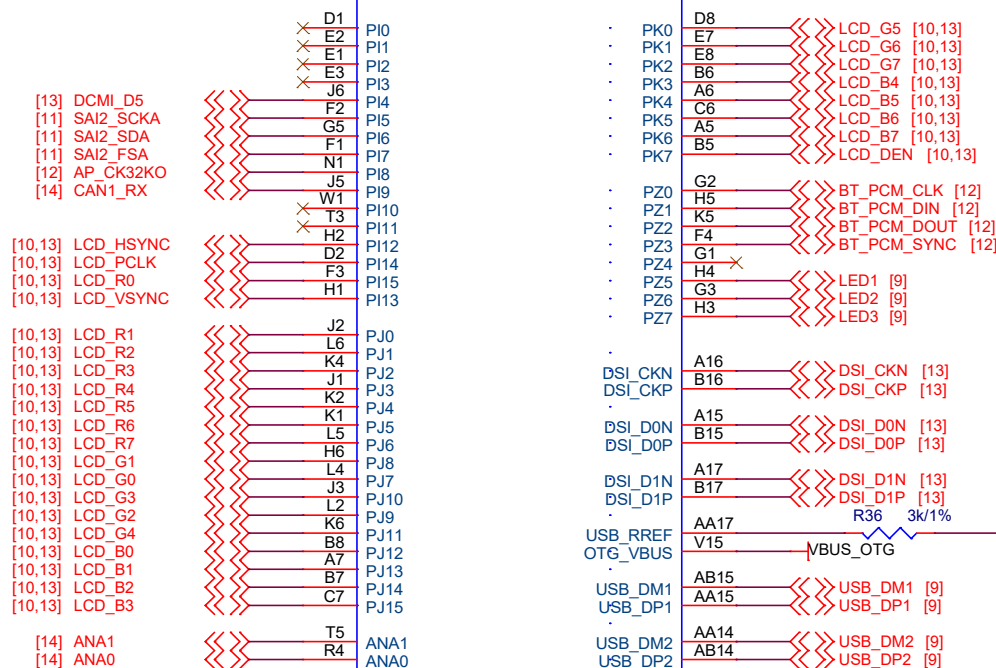 D1 PI0
E2 PI1
E1 PI2
E3 PI3
[13] DCMI_D5 J6 PI4
[11] SAI2_SCKA F2 PI5
[11] SAI2_SDA G5 PI6
[11] SAI2_FSA F1 PI7
[12] AP_CK32KO N1 PI8
[14] CAN1_RX J5 PI9
W1 PI10
T3 PI11
[10,13] LCD_HSYNC H2 PI12
[10,13] LCD_PCLK D2 PI14
[10,13] LCD_R0 F3 PI15
[10,13] LCD_VSYNC H1 PI13
[10,13] LCD_R1 J2 PJ0
[10,13] LCD_R2 L6 PJ1
[10,13] LCD_R3 K4 PJ2
[10,13] LCD_R4 J1 PJ3
[10,13] LCD_R5 K2 PJ4
[10,13] LCD_R6 K1 PJ5
[10,13] LCD_R7 L5 PJ6
[10,13] LCD_G1 H6 PJ8
[10,13] LCD_G0 L4 PJ7
[10,13] LCD_G3 J3 PJ10
[10,13] LCD_G2 L2 PJ9
[10,13] LCD_G4 K6 PJ11
[10,13] LCD_B0 B8 PJ12
[10,13] LCD_B1 A7 PJ13
[10,13] LCD_B2 B7 PJ14
[10,13] LCD_B3 C7 PJ15
[14] ANA1 T5 ANA1
[14] ANA0 R4 ANA0
PK0 D8 LCD_G5 [10,13]
PK1 E7 LCD_G6 [10,13]
PK2 E8 LCD_G7 [10,13]
PK3 B6 LCD_B4 [10,13]
PK4 A6 LCD_B5 [10,13]
PK5 C6 LCD_B6 [10,13]
PK6 A5 LCD_B7 [10,13]
PK7 B5 LCD_DEN [10,13]
PZ0 G2 BT_PCM_CLK [12]
PZ1 H5 BT_PCM_DIN [12]
PZ2 K5 BT_PCM_DOUT [12]
PZ3 F4 BT_PCM_SYNC [12]
PZ4 G1
PZ5 H4 LED1 [9]
PZ6 G3 LED2 [9]
PZ7 H3 LED3 [9]
DSI_CKN A16 DSI_CKN [13]
DSI_CKP B16 DSI_CKP [13]
DSI_D0N A15 DSI_D0N [13]
DSI_D0P B15 DSI_D0P [13]
DSI_D1N A17 DSI_D1N [13]
DSI_D1P B17 DSI_D1P [13]
R36 3k/1%
USB_RREF AA17
OTG_VBUS V15 VBUS_OTG
USB_DM1 AB15 USB_DM1 [9]
USB_DP1 AA15 USB_DP1 [9]
USB_DM2 AA14 USB_DM2 [9]
USB_DP2 AB14 USB_DP2 [9]